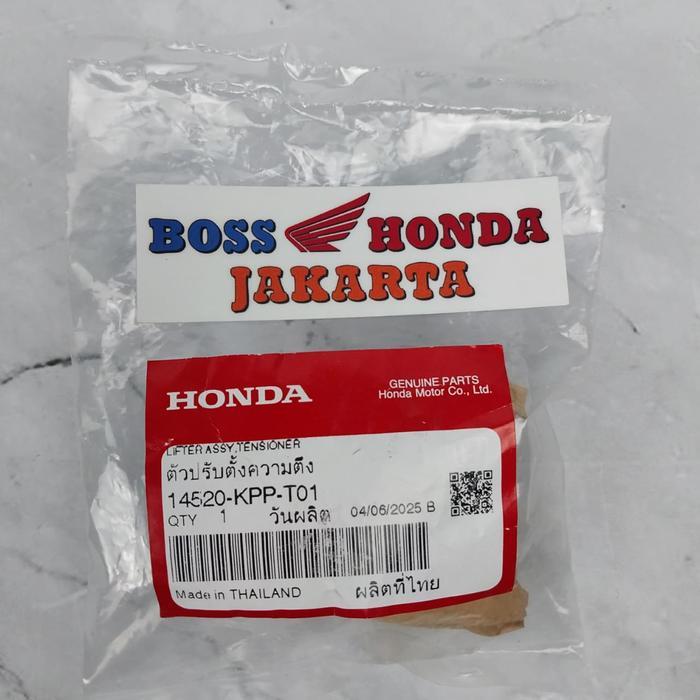 BOSS HONDA
JAKARTA
HONDA
GENUINE PARTS
Honda Motor Co., Ltd.
LIFTER ASSY,TENSIONER
ตัวปรับตั้งความตึง
14520-KPP-T01
QTY 1 วันผลิต 04/06/2025 B
Made in THAILAND ผลิตที่ไทย